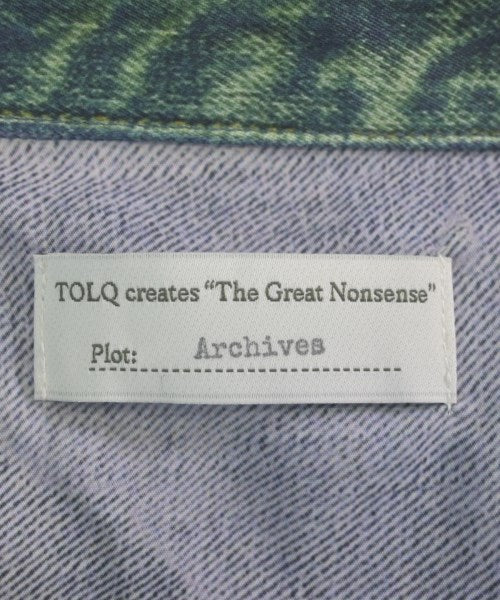 TOLQ creates “The Great Nonsense”
Plot: Archives